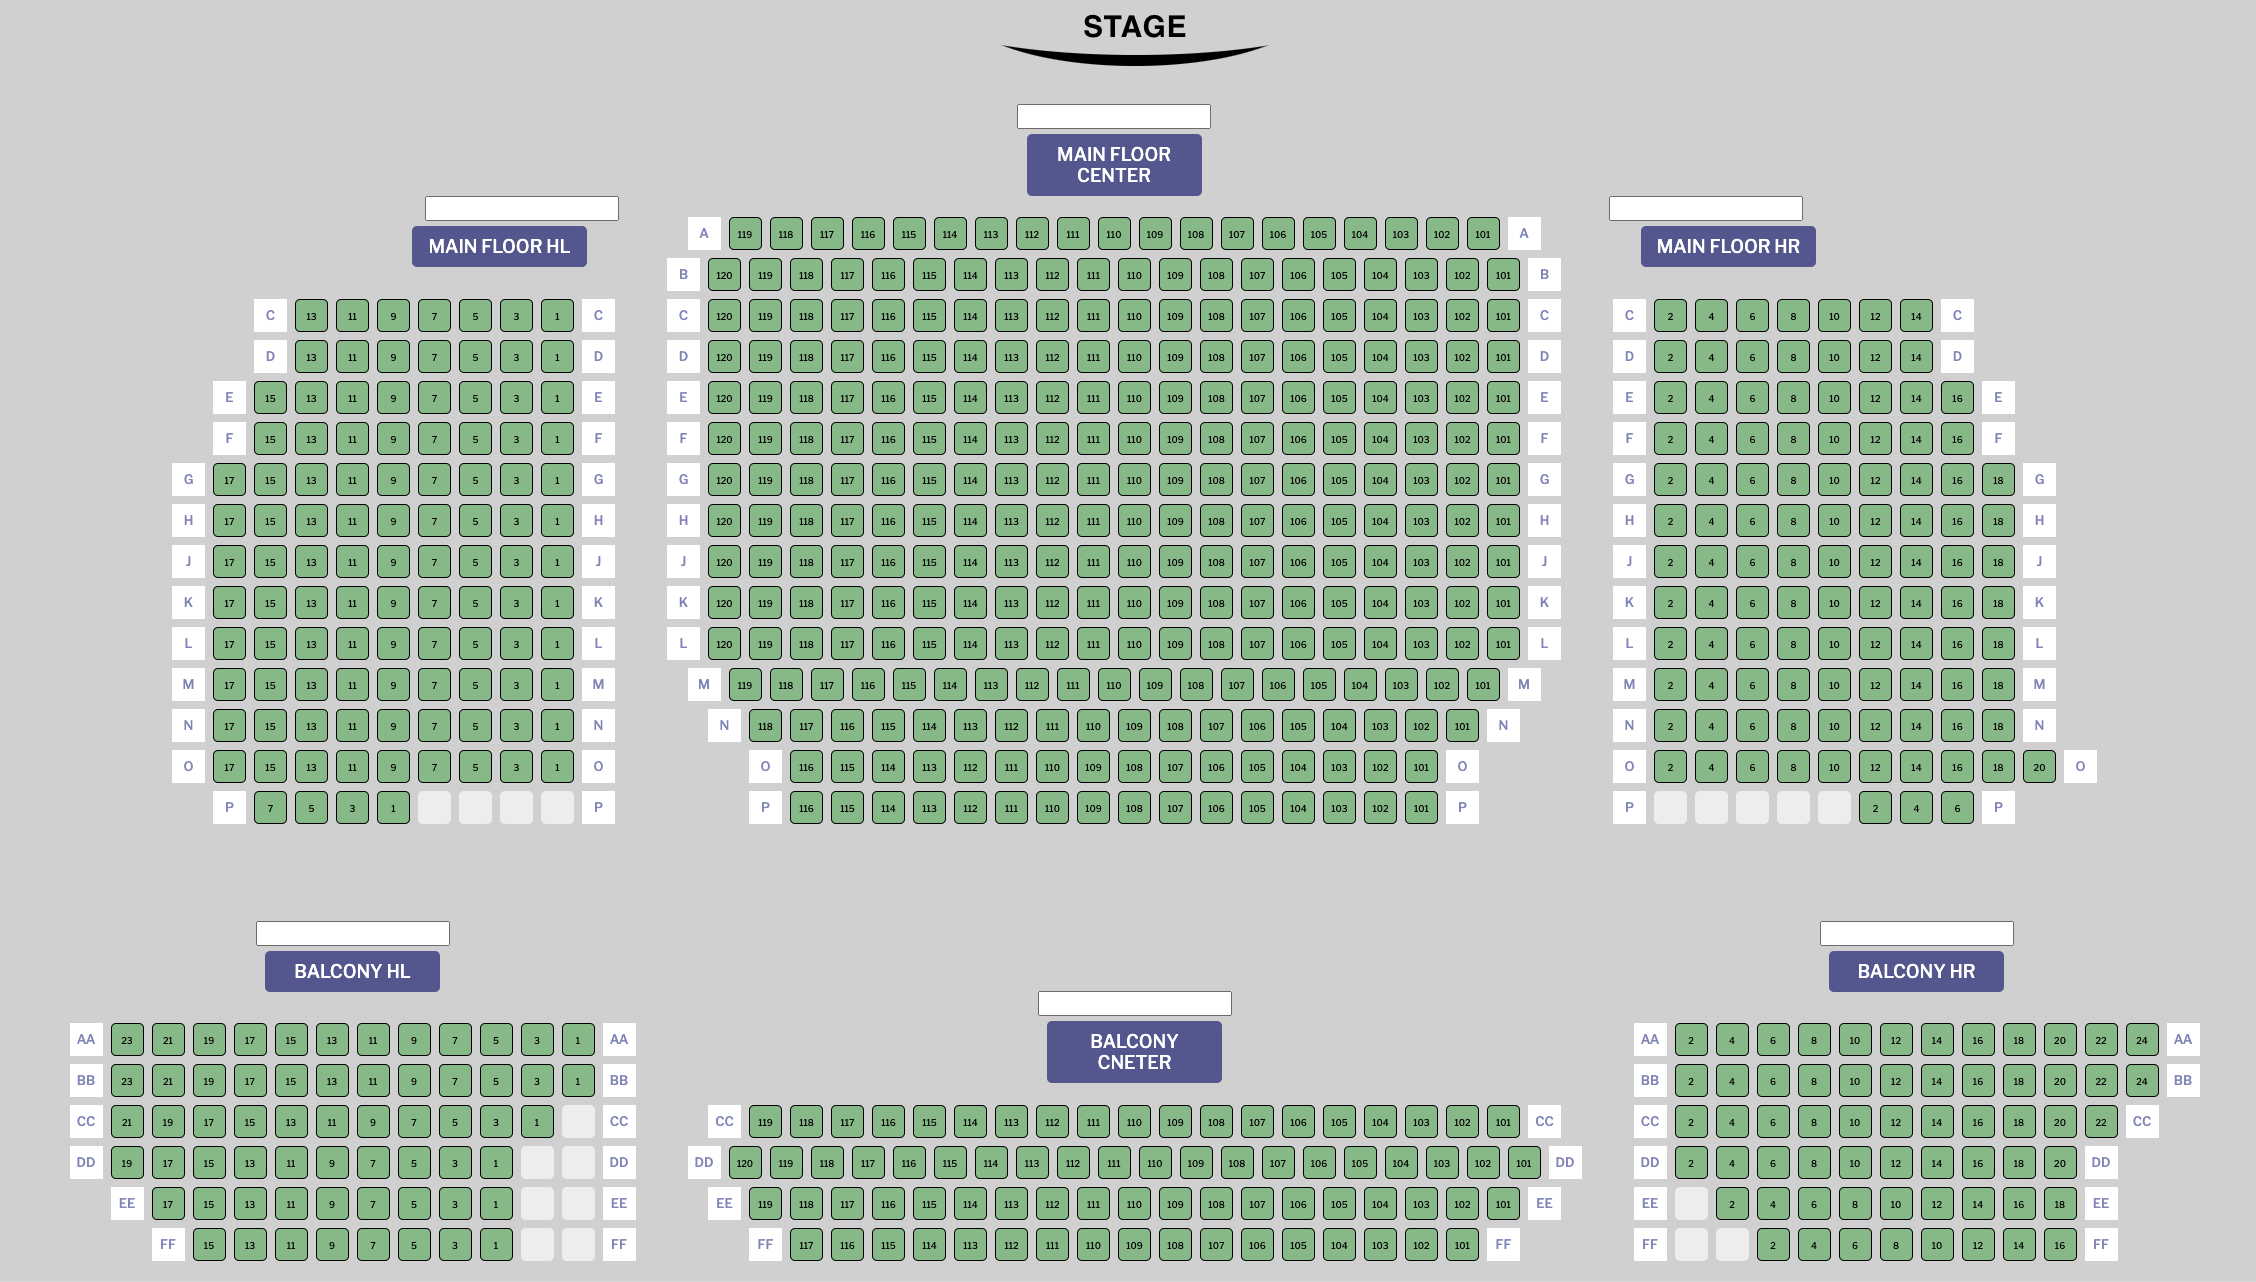 STAGE
MAIN FLOOR
CENTER
MAIN FLOOR HL
MAIN FLOOR HR
A 119 118 117 116 115 114 113 112 111 110 109 108 107 106 105 104 103 102 101 A
B 120 119 118 117 116 115 114 113 112 111 110 109 108 107 106 105 104 103 102 101 B
C 13 11 9 7 5 3 1 C C 120 119 118 117 116 115 114 113 112 111 110 109 108 107 106 105 104 103 102 101 C C 2 4 6 8 10 12 14 C
D 13 11 9 7 5 3 1 D D 120 119 118 117 116 115 114 113 112 111 110 109 108 107 106 105 104 103 102 101 D D 2 4 6 8 10 12 14 D
E 15 13 11 9 7 5 3 1 E E 120 119 118 117 116 115 114 113 112 111 110 109 108 107 106 105 104 103 102 101 E E 2 4 6 8 10 12 14 16 E
F 15 13 11 9 7 5 3 1 F F 120 119 118 117 116 115 114 113 112 111 110 109 108 107 106 105 104 103 102 101 F F 2 4 6 8 10 12 14 16 F
G 17 15 13 11 9 7 5 3 1 G G 120 119 118 117 116 115 114 113 112 111 110 109 108 107 106 105 104 103 102 101 G G 2 4 6 8 10 12 14 16 18 G
H 17 15 13 11 9 7 5 3 1 H H 120 119 118 117 116 115 114 113 112 111 110 109 108 107 106 105 104 103 102 101 H H 2 4 6 8 10 12 14 16 18 H
J 17 15 13 11 9 7 5 3 1 J J 120 119 118 117 116 115 114 113 112 111 110 109 108 107 106 105 104 103 102 101 J J 2 4 6 8 10 12 14 16 18 J
K 17 15 13 11 9 7 5 3 1 K K 120 119 118 117 116 115 114 113 112 111 110 109 108 107 106 105 104 103 102 101 K K 2 4 6 8 10 12 14 16 18 K
L 17 15 13 11 9 7 5 3 1 L L 120 119 118 117 116 115 114 113 112 111 110 109 108 107 106 105 104 103 102 101 L L 2 4 6 8 10 12 14 16 18 L
M 17 15 13 11 9 7 5 3 1 M M 119 118 117 116 115 114 113 112 111 110 109 108 107 106 105 104 103 102 101 M M 2 4 6 8 10 12 14 16 18 M
N 17 15 13 11 9 7 5 3 1 N N 118 117 116 115 114 113 112 111 110 109 108 107 106 105 104 103 102 101 N N 2 4 6 8 10 12 14 16 18 N
O 17 15 13 11 9 7 5 3 1 O O 116 115 114 113 112 111 110 109 108 107 106 105 104 103 102 101 O O 2 4 6 8 10 12 14 16 18 20 O
P 7 5 3 1 P P 116 115 114 113 112 111 110 109 108 107 106 105 104 103 102 101 P P 2 4 6 P
BALCONY HL
BALCONY HR
BALCONY
CNETER
AA 23 21 19 17 15 13 11 9 7 5 3 1 AA AA 2 4 6 8 10 12 14 16 18 20 22 24 AA
BB 23 21 19 17 15 13 11 9 7 5 3 1 BB BB 2 4 6 8 10 12 14 16 18 20 22 24 BB
CC 21 19 17 15 13 11 9 7 5 3 1 CC CC 119 118 117 116 115 114 113 112 111 110 109 108 107 106 105 104 103 102 101 CC CC 2 4 6 8 10 12 14 16 18 20 22 CC
DD 19 17 15 13 11 9 7 5 3 1 DD DD 120 119 118 117 116 115 114 113 112 111 110 109 108 107 106 105 104 103 102 101 DD DD 2 4 6 8 10 12 14 16 18 20 DD
EE 17 15 13 11 9 7 5 3 1 EE EE 119 118 117 116 115 114 113 112 111 110 109 108 107 106 105 104 103 102 101 EE EE 2 4 6 8 10 12 14 16 18 EE
FF 15 13 11 9 7 5 3 1 FF FF 117 116 115 114 113 112 111 110 109 108 107 106 105 104 103 102 101 FF FF 2 4 6 8 10 12 14 16 FF